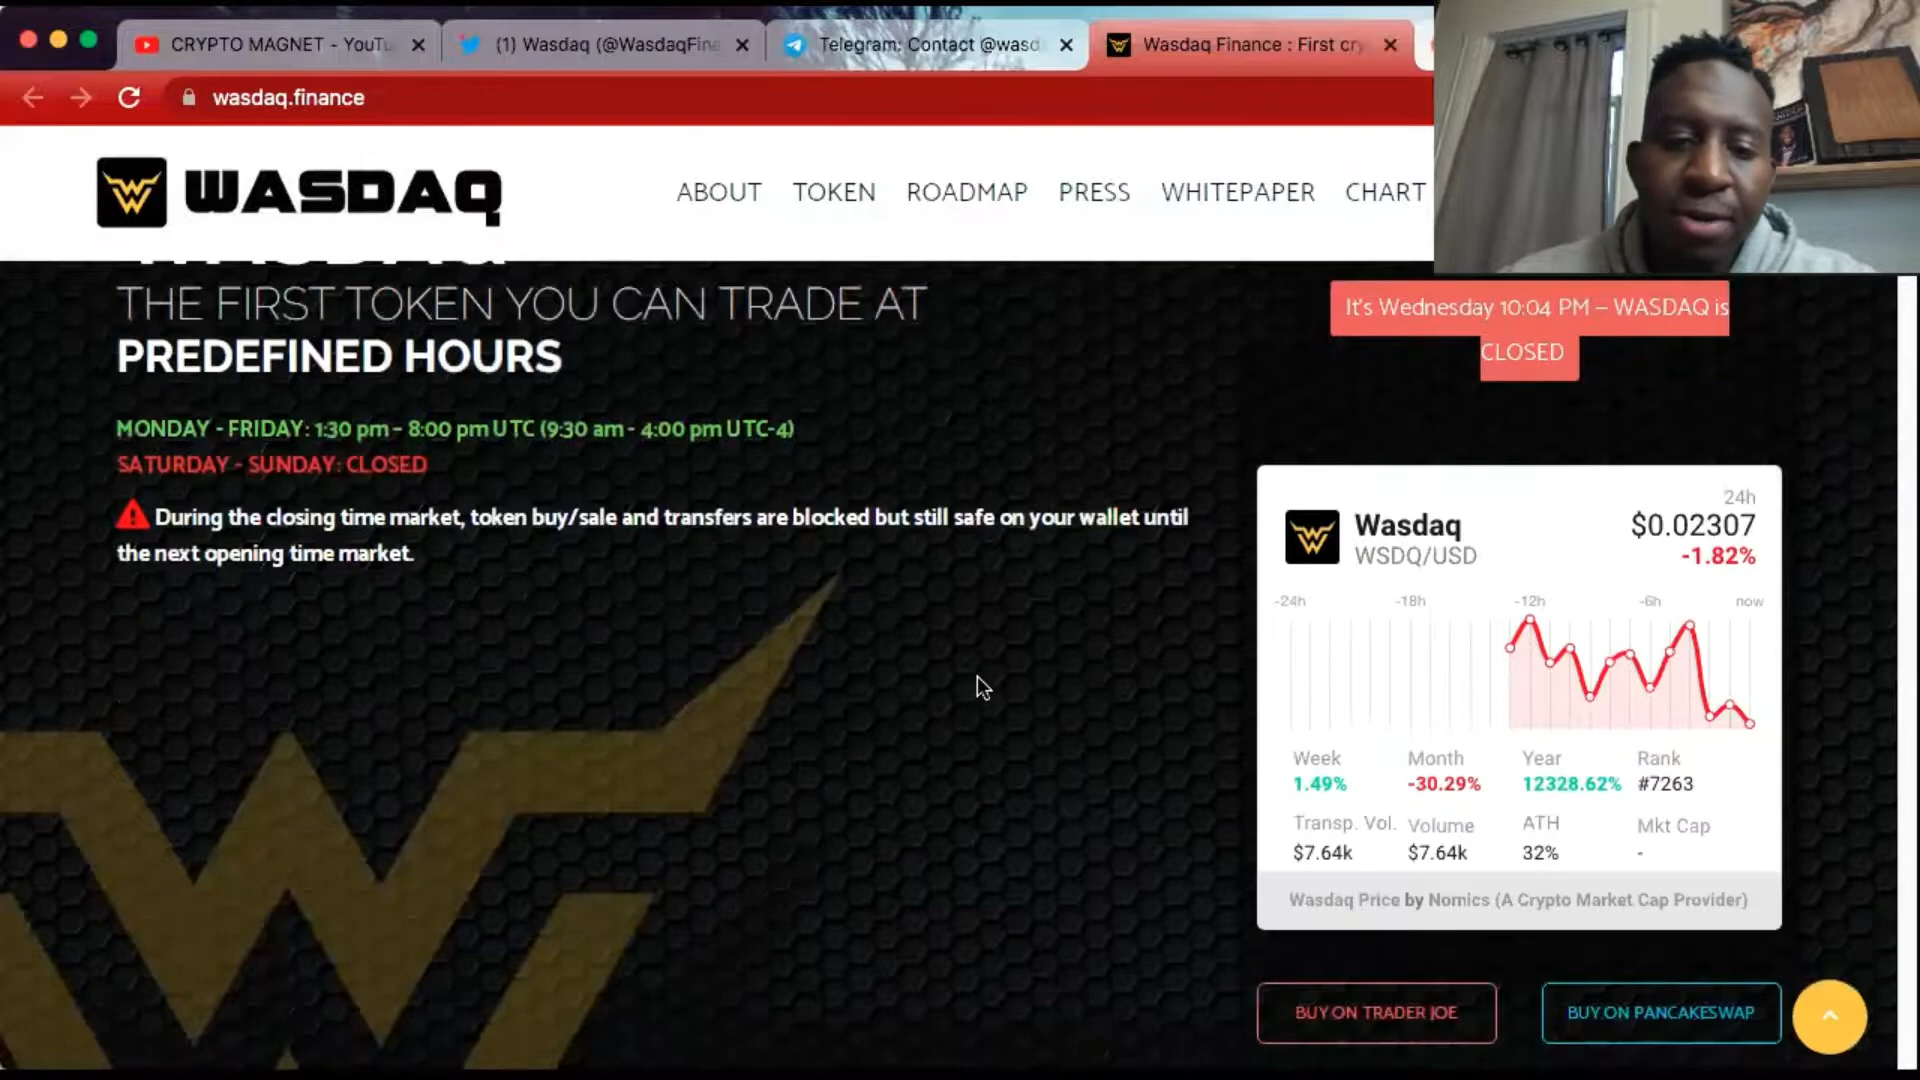 CRYPTO MAGNET - YouTu
(1) Wasdaq (@WasdaqFina
Telegram: Contact @wasd
Wasdaq Finance : First cr
wasdaq.finance
WASDAQ
ABOUT TOKEN ROADMAP PRESS WHITEPAPER CHART
THE FIRST TOKEN YOU CAN TRADE AT
PREDEFINED HOURS
MONDAY - FRIDAY: 1:30 pm – 8:00 pm UTC (9:30 am - 4:00 pm UTC-4)
SATURDAY - SUNDAY: CLOSED
During the closing time market, token buy/sale and transfers are blocked but still safe on your wallet until
the next opening time market.
It's Wednesday 10:04 PM – WASDAQ is
CLOSED
24h
Wasdaq $0.02307
WSDQ/USD -1.82%
-24h -18h -12h -6h now
Week Month Year Rank
1.49% -30.29% 12328.62% #7263
Transp. Vol. Volume ATH Mkt Cap
$7.64k $7.64k 32% -
Wasdaq Price by Nomics (A Crypto Market Cap Provider)
BUY ON TRADER JOE BUY ON PANCAKESWAP